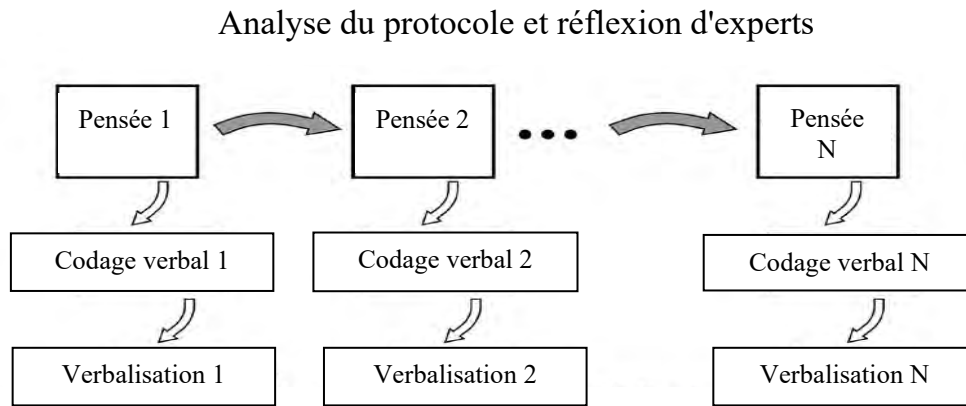 Analyse du protocole et réflexion d'experts
Pensée 1
Pensée 2
Pensée
N
Codage verbal 1
Codage verbal 2
Codage verbal N
Verbalisation 1
Verbalisation 2
Verbalisation N